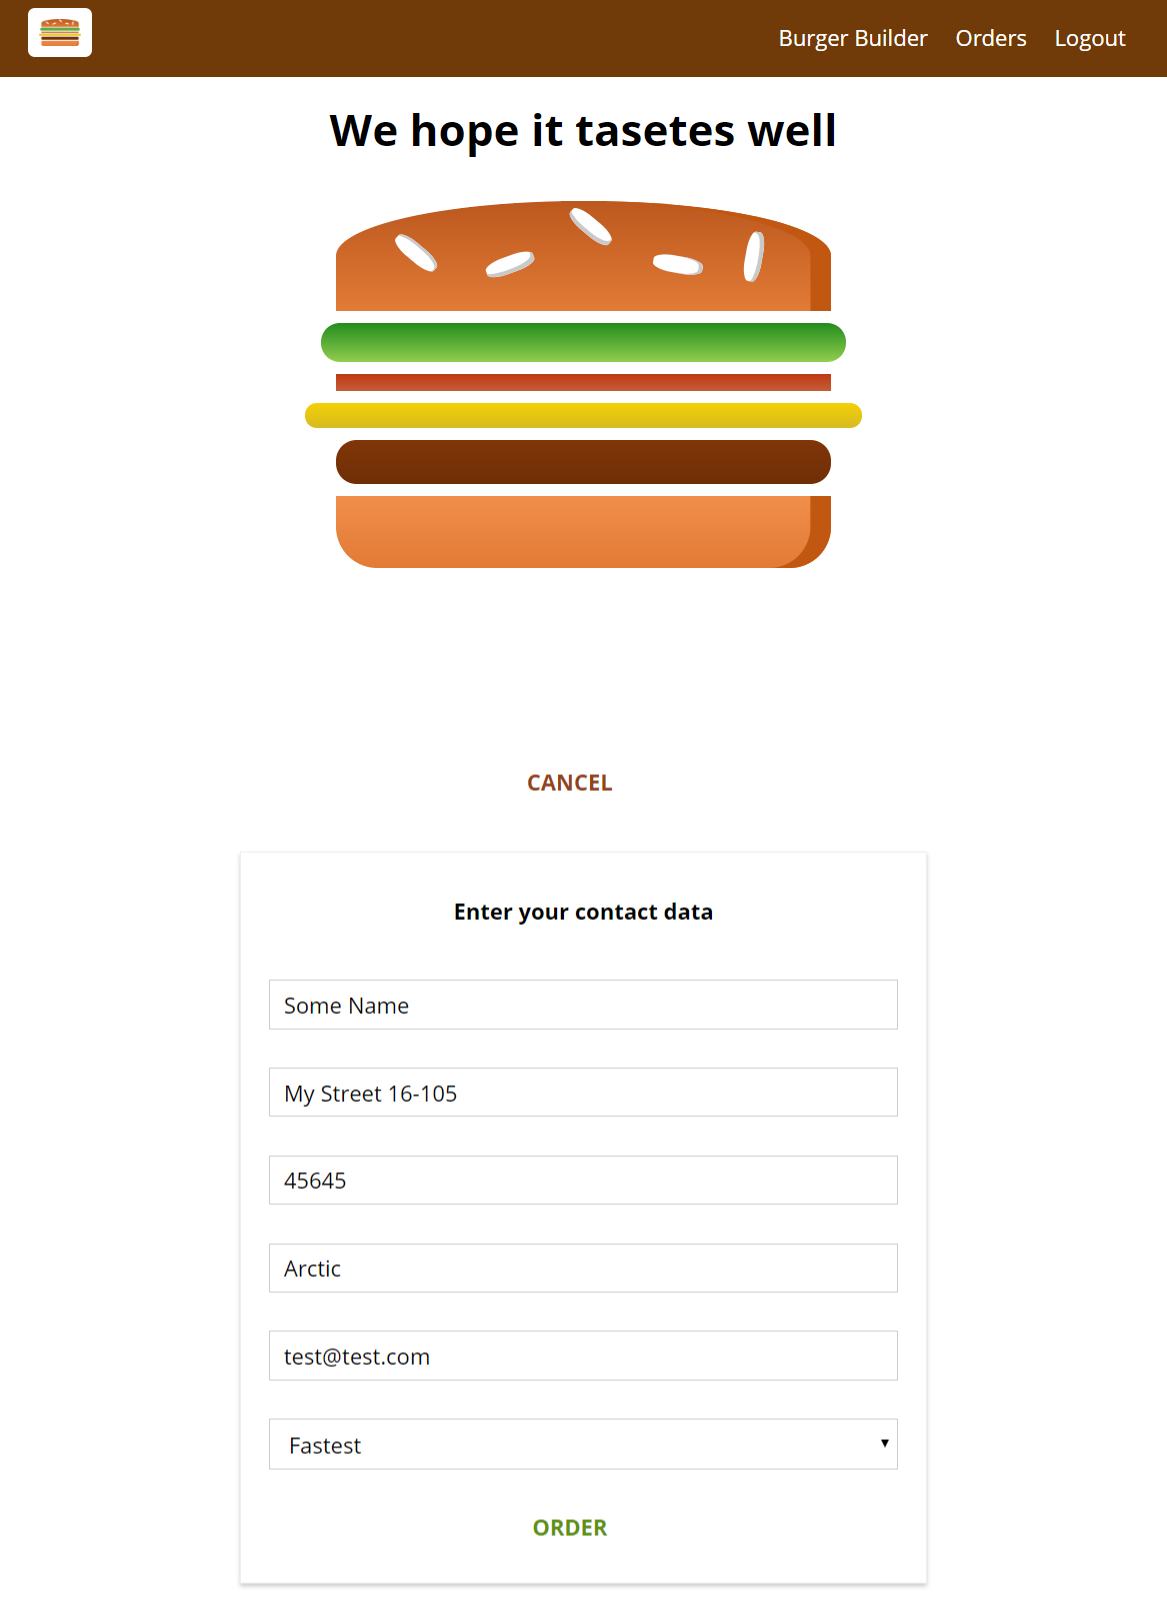 Burger Builder Orders Logout
We hope it tasetes well
CANCEL
Enter your contact data
Some Name
My Street 16-105
45645
Arctic
test@test.com
Fastest
ORDER